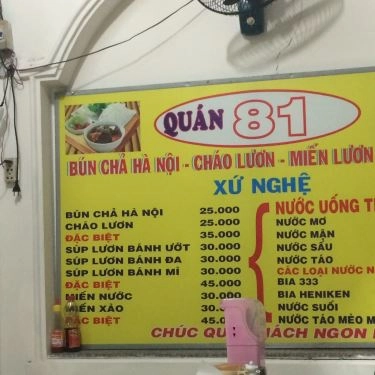 QUÁN 81
BÚN CHẢ HÀ NỘI - CHÁO LƯƠN - MIẾN LƯƠN
XỨ NGHỆ
BÚN CHẢ HÀ NỘI 25.000
CHÁO LƯƠN 25.000
ĐẶC BIỆT 35.000
SÚP LƯƠN BÁNH ƯỚT 30.000
SÚP LƯƠN BÁNH ĐA 30.000
SÚP LƯƠN BÁNH MÌ 30.000
ĐẶC BIỆT 45.000
MIẾN NƯỚC 30.000
MIẾN XÀO 30.000
ĐẶC BIỆT 45.000
NƯỚC UỐNG
NƯỚC MƠ
NƯỚC MẬN
NƯỚC SẤU
NƯỚC TÁO
CÁC LOẠI NƯỚC
BIA 333
BIA HENIKEN
NƯỚC SUỐI
NƯỚC TÁO MÈO
CHÚC QUÝ KHÁCH NGON